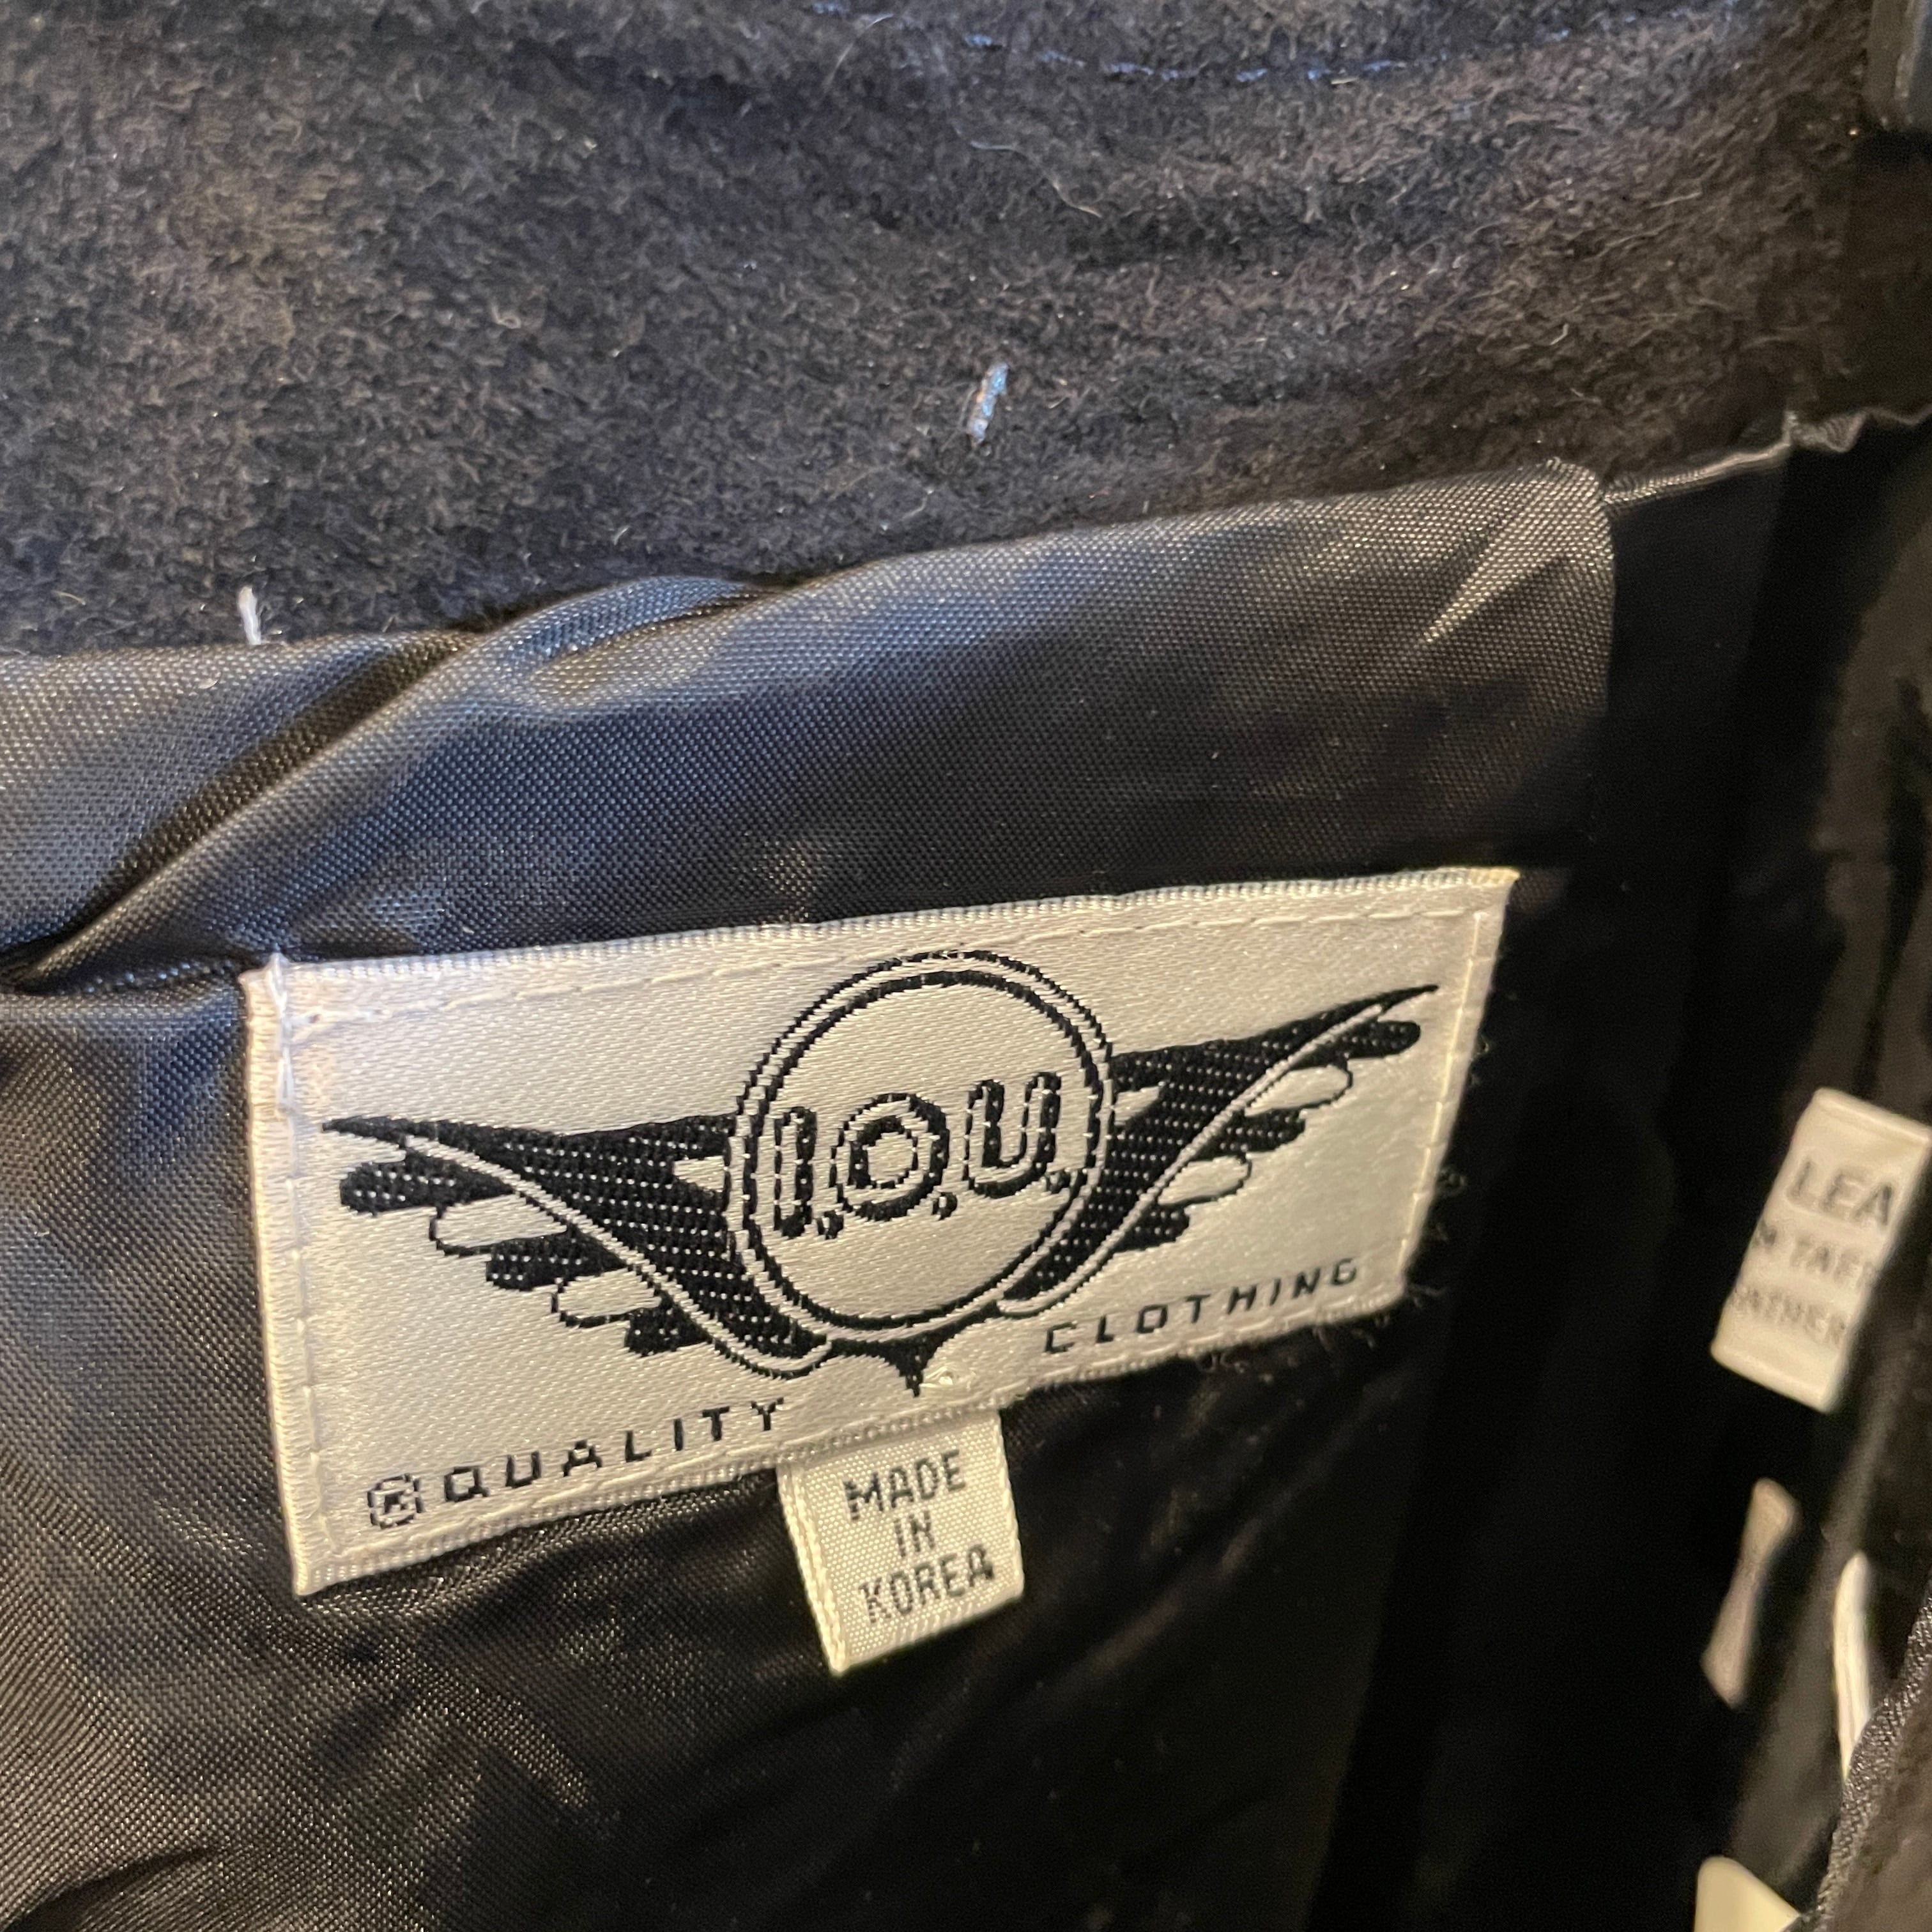 I.O.U.
® QUALITY CLOTHING
MADE
IN
KOREA
LEA